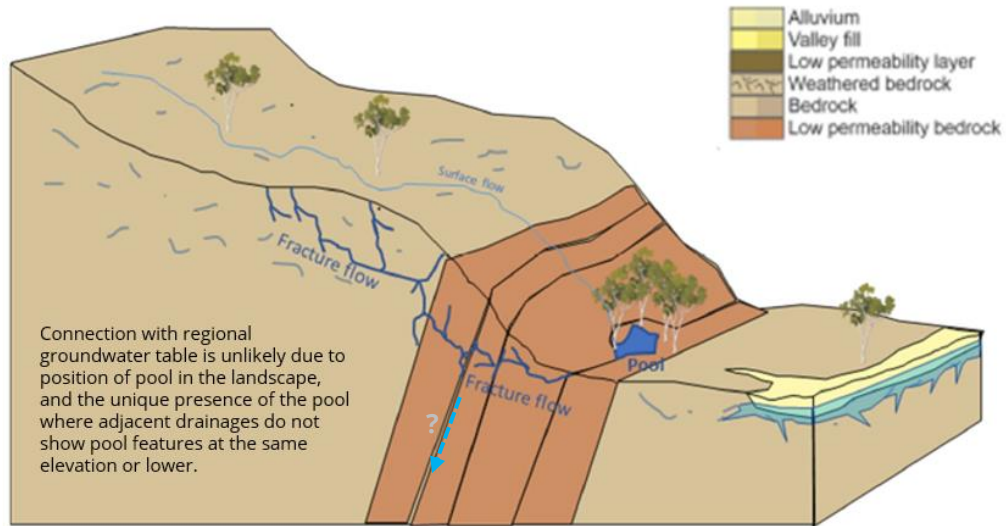 Alluvium
Valley fill
Low permeability layer
Weathered bedrock
Bedrock
Low permeability bedrock
Surface flow
Fracture flow
Connection with regional
groundwater table is unlikely due to
position of pool in the landscape,
and the unique presence of the pool
where adjacent drainages do not
show pool features at the same
elevation or lower.
Pool
Fracture flow
?